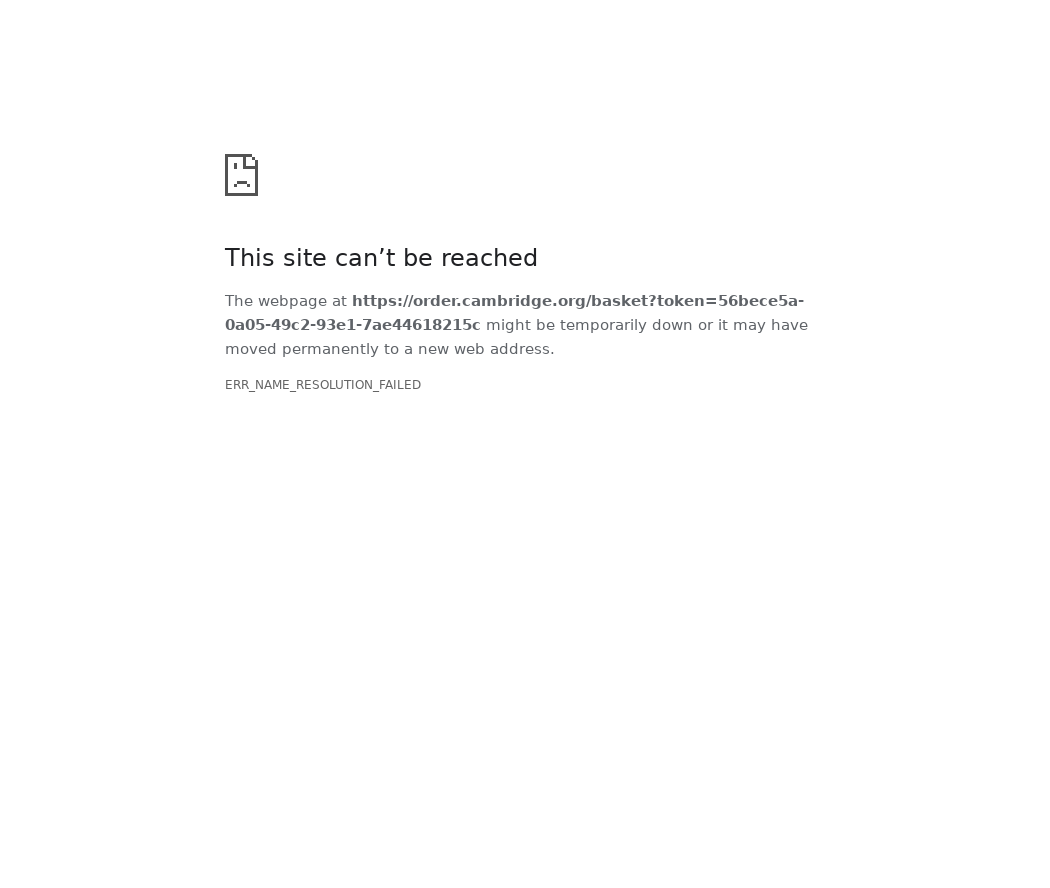 This site can’t be reached
The webpage at https://order.cambridge.org/basket?token=56bece5a-
0a05-49c2-93e1-7ae44618215c might be temporarily down or it may have
moved permanently to a new web address.
ERR_NAME_RESOLUTION_FAILED